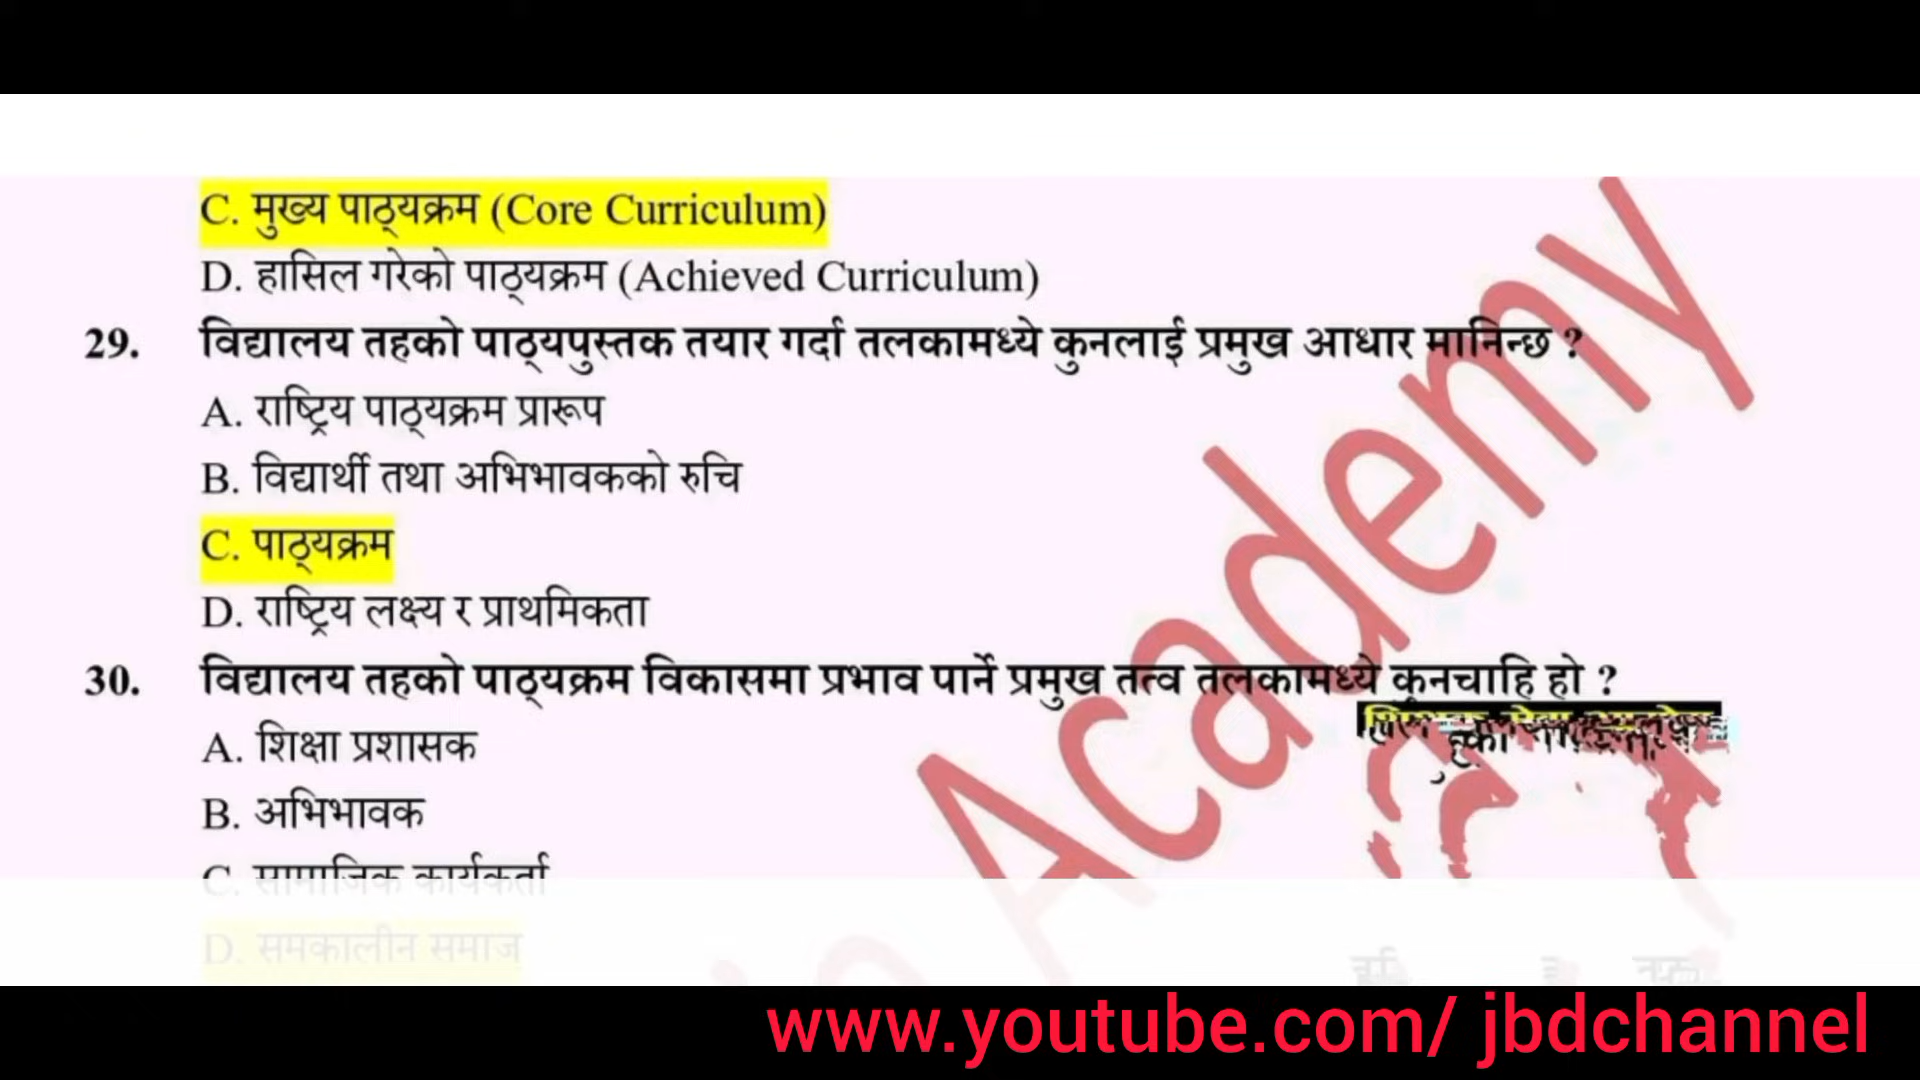 C. मुख्य पाठ्यक्रम (Core Curriculum)
D. हासिल गरेको पाठ्यक्रम (Achieved Curriculum)
29. विद्यालय तहको पाठ्यपुस्तक तयार गर्दा तलकामध्ये कुनलाई प्रमुख आधार मानिन्छ ?
A. राष्ट्रिय पाठ्यक्रम प्रारूप
B. विद्यार्थी तथा अभिभावकको रुचि
C. पाठ्यक्रम
D. राष्ट्रिय लक्ष्य र प्राथमिकता
30. विद्यालय तहको पाठ्यक्रम विकासमा प्रभाव पार्ने प्रमुख तत्व तलकामध्ये कुनचाहि हो ?
A. शिक्षा प्रशासक
B. अभिभावक
C. सामाजिक कार्यकर्ता
D. समकालीन समाज
Academy
www.youtube.com/ jbdchannel